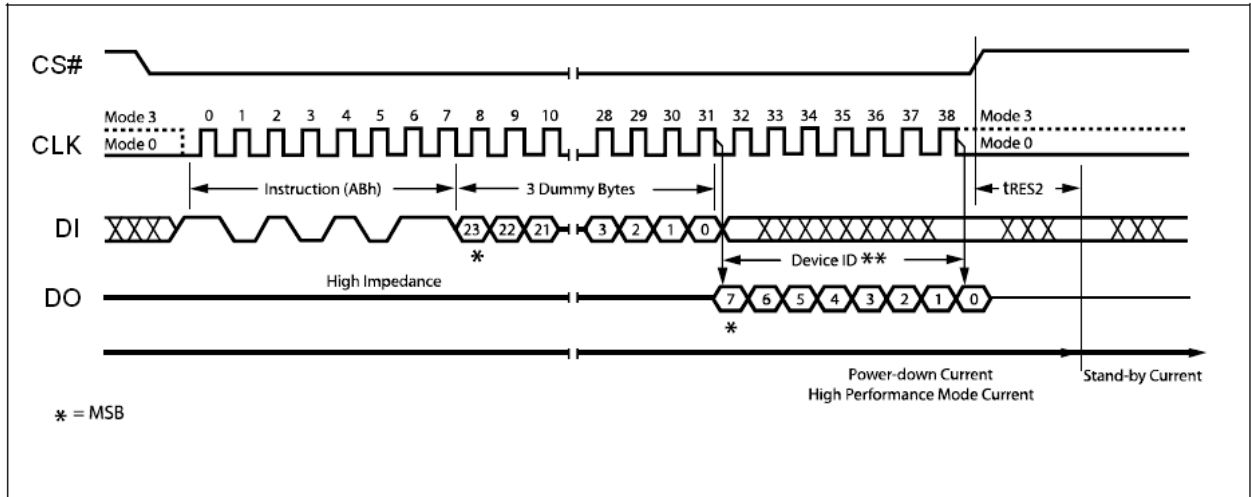 CS#
Mode 3 0 1 2 3 4 5 6 7 8 9 10 28 29 30 31 32 33 34 35 36 37 38 Mode 3
CLK Mode 0 Mode 0
Instruction (ABh) 3 Dummy Bytes tRES2
DI 23 22 21 3 2 1 0
* Device ID **
High Impedance
DO 7 6 5 4 3 2 1 0
*
Power-down Current Stand-by Current
High Performance Mode Current
* = MSB